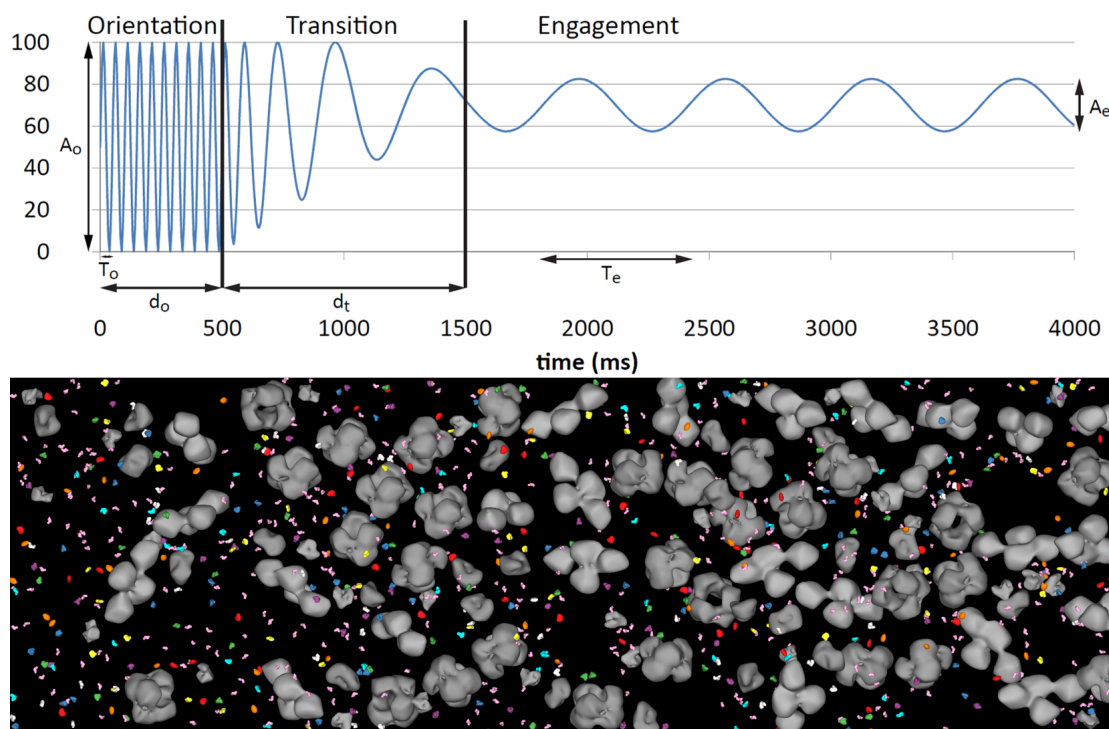 Orientation Transition Engagement
100
80
60
40
20
0
Aₒ
Aₑ
Tₒ
Tₑ
dₒ
dₜ
0 500 1000 1500 2000 2500 3000 3500 4000
time (ms)